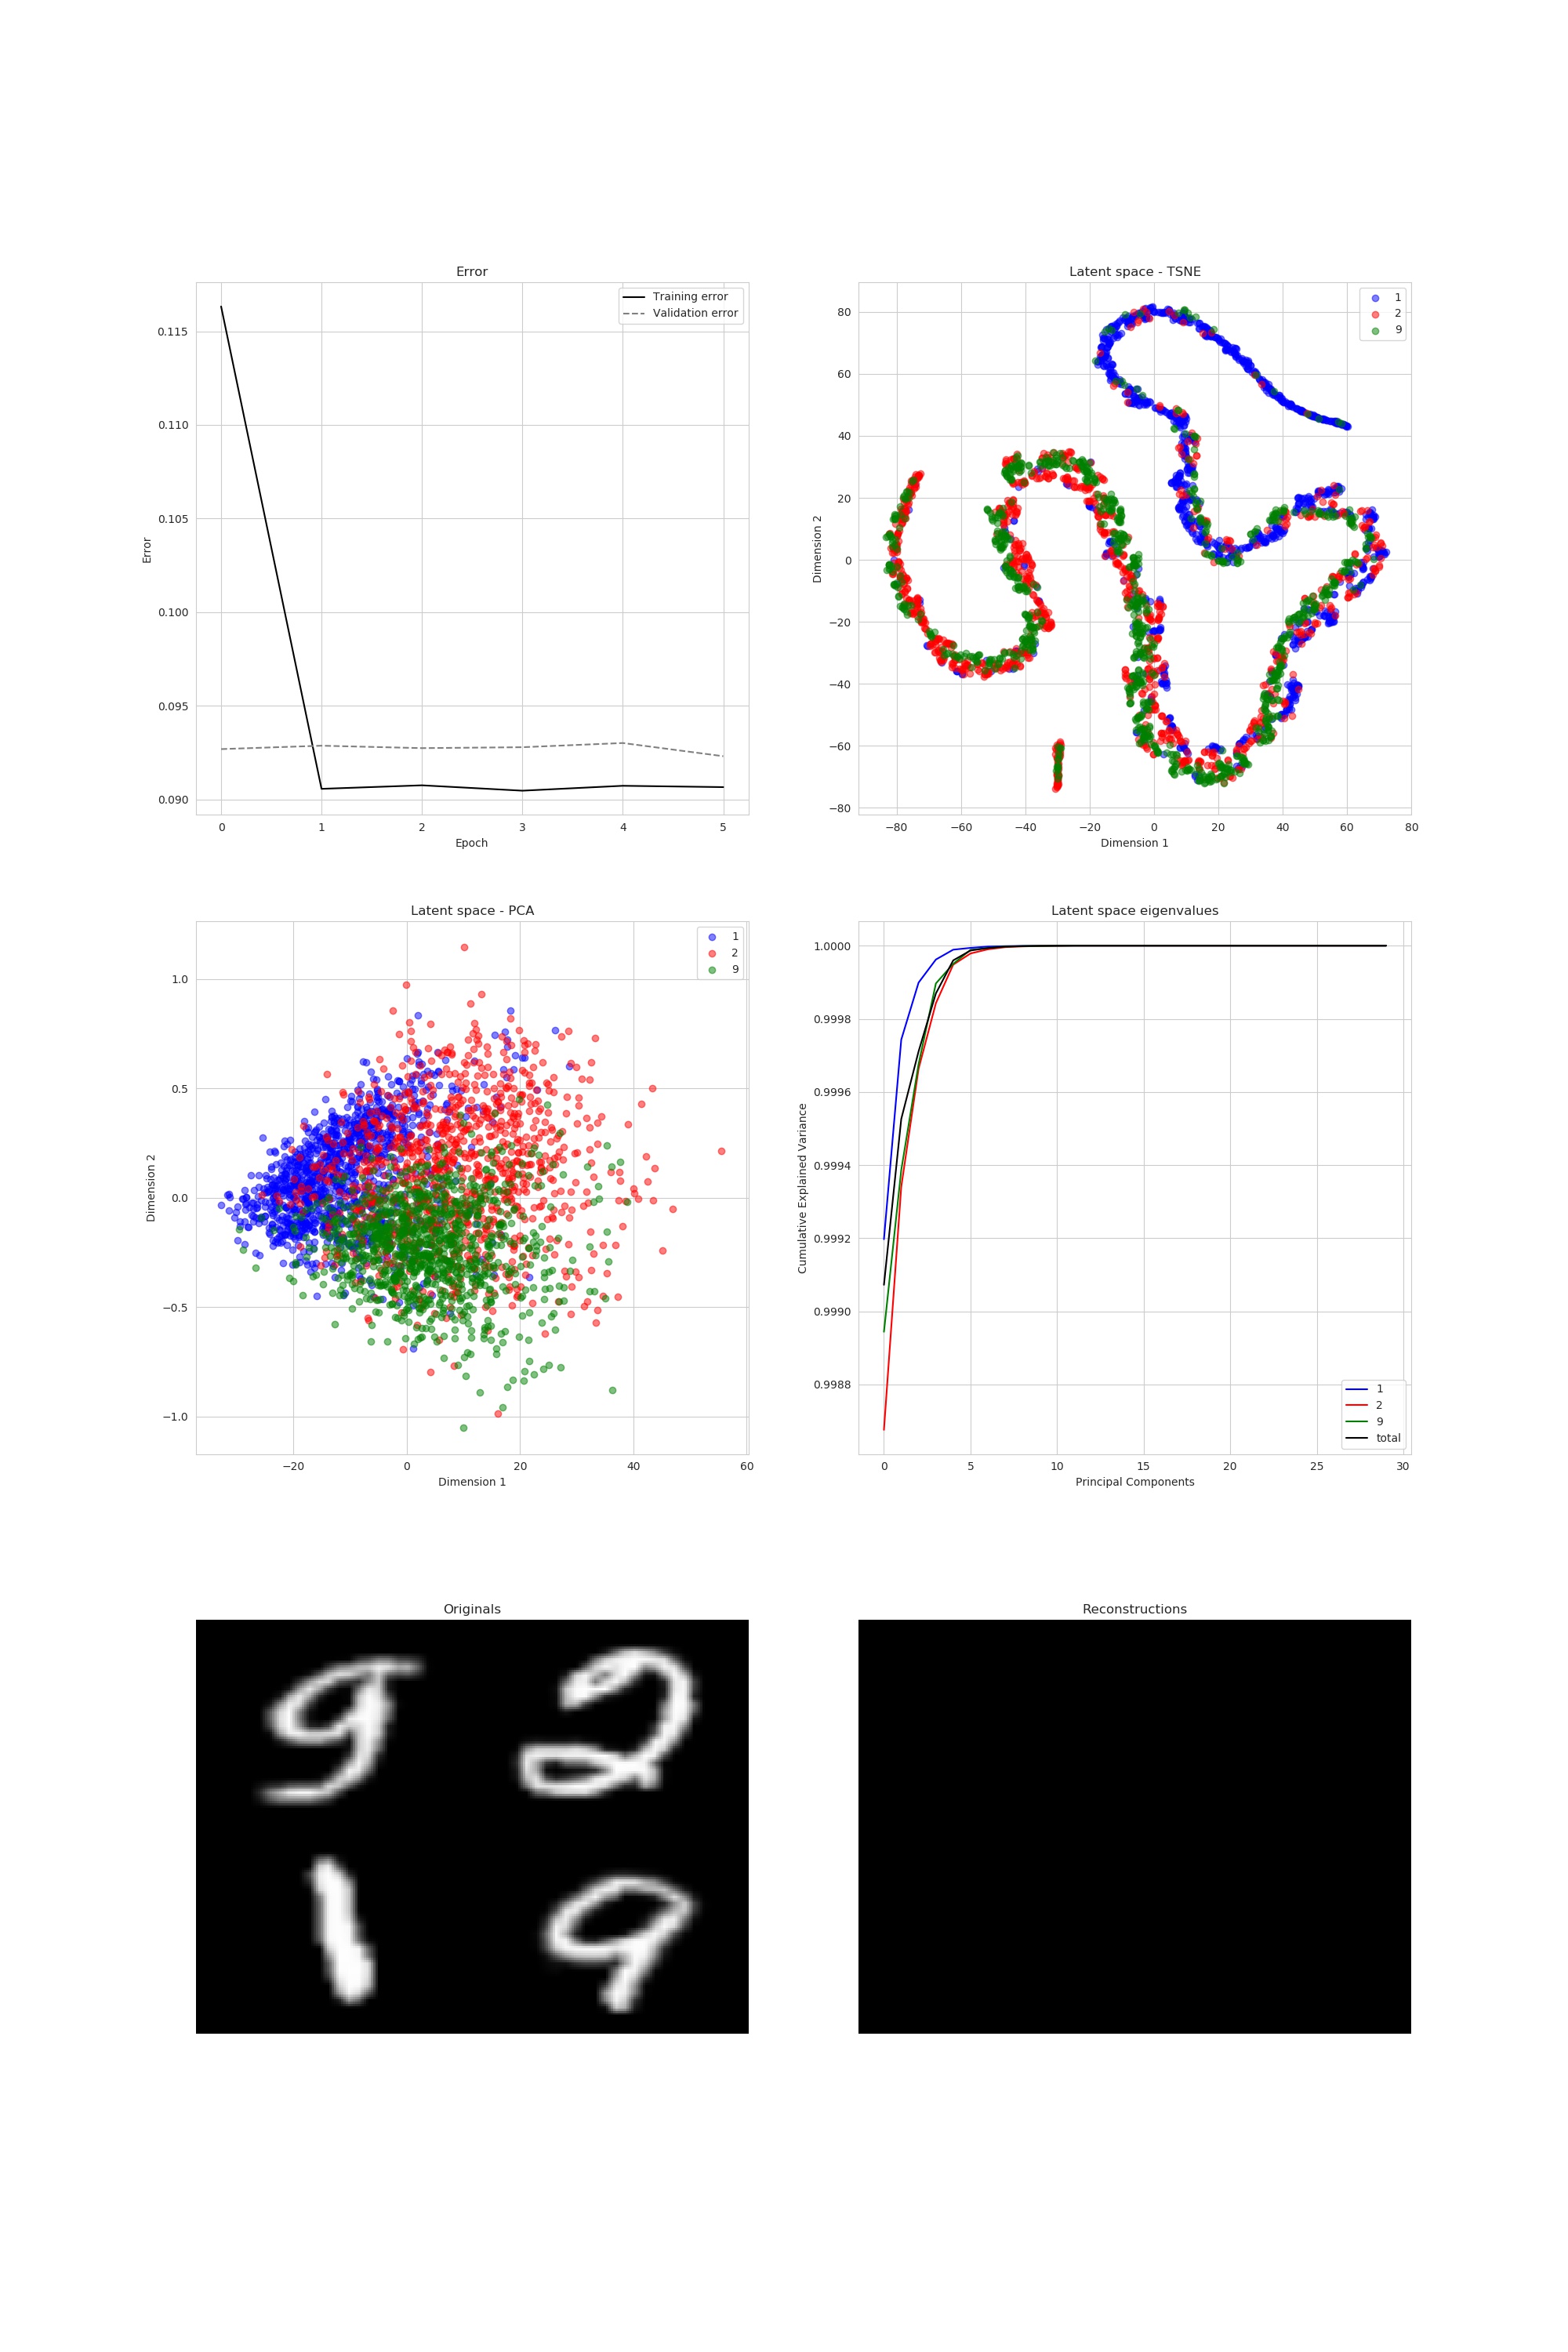 Error
Training error
Validation error
0.115
0.110
0.105
0.100
0.095
0.090
Error
0 1 2 3 4 5
Epoch
Latent space - TSNE
1
2
9
80
60
40
20
0
−20
−40
−60
−80
Dimension 2
−80 −60 −40 −20 0 20 40 60 80
Dimension 1
Latent space - PCA
1
2
9
1.0
0.5
0.0
−0.5
−1.0
Dimension 2
−20 0 20 40 60
Dimension 1
Latent space eigenvalues
1.0000
0.9998
0.9996
0.9994
0.9992
0.9990
0.9988
Cumulative Explained Variance
1
2
9
total
0 5 10 15 20 25 30
Principal Components
Originals
9 2
1 9
Reconstructions